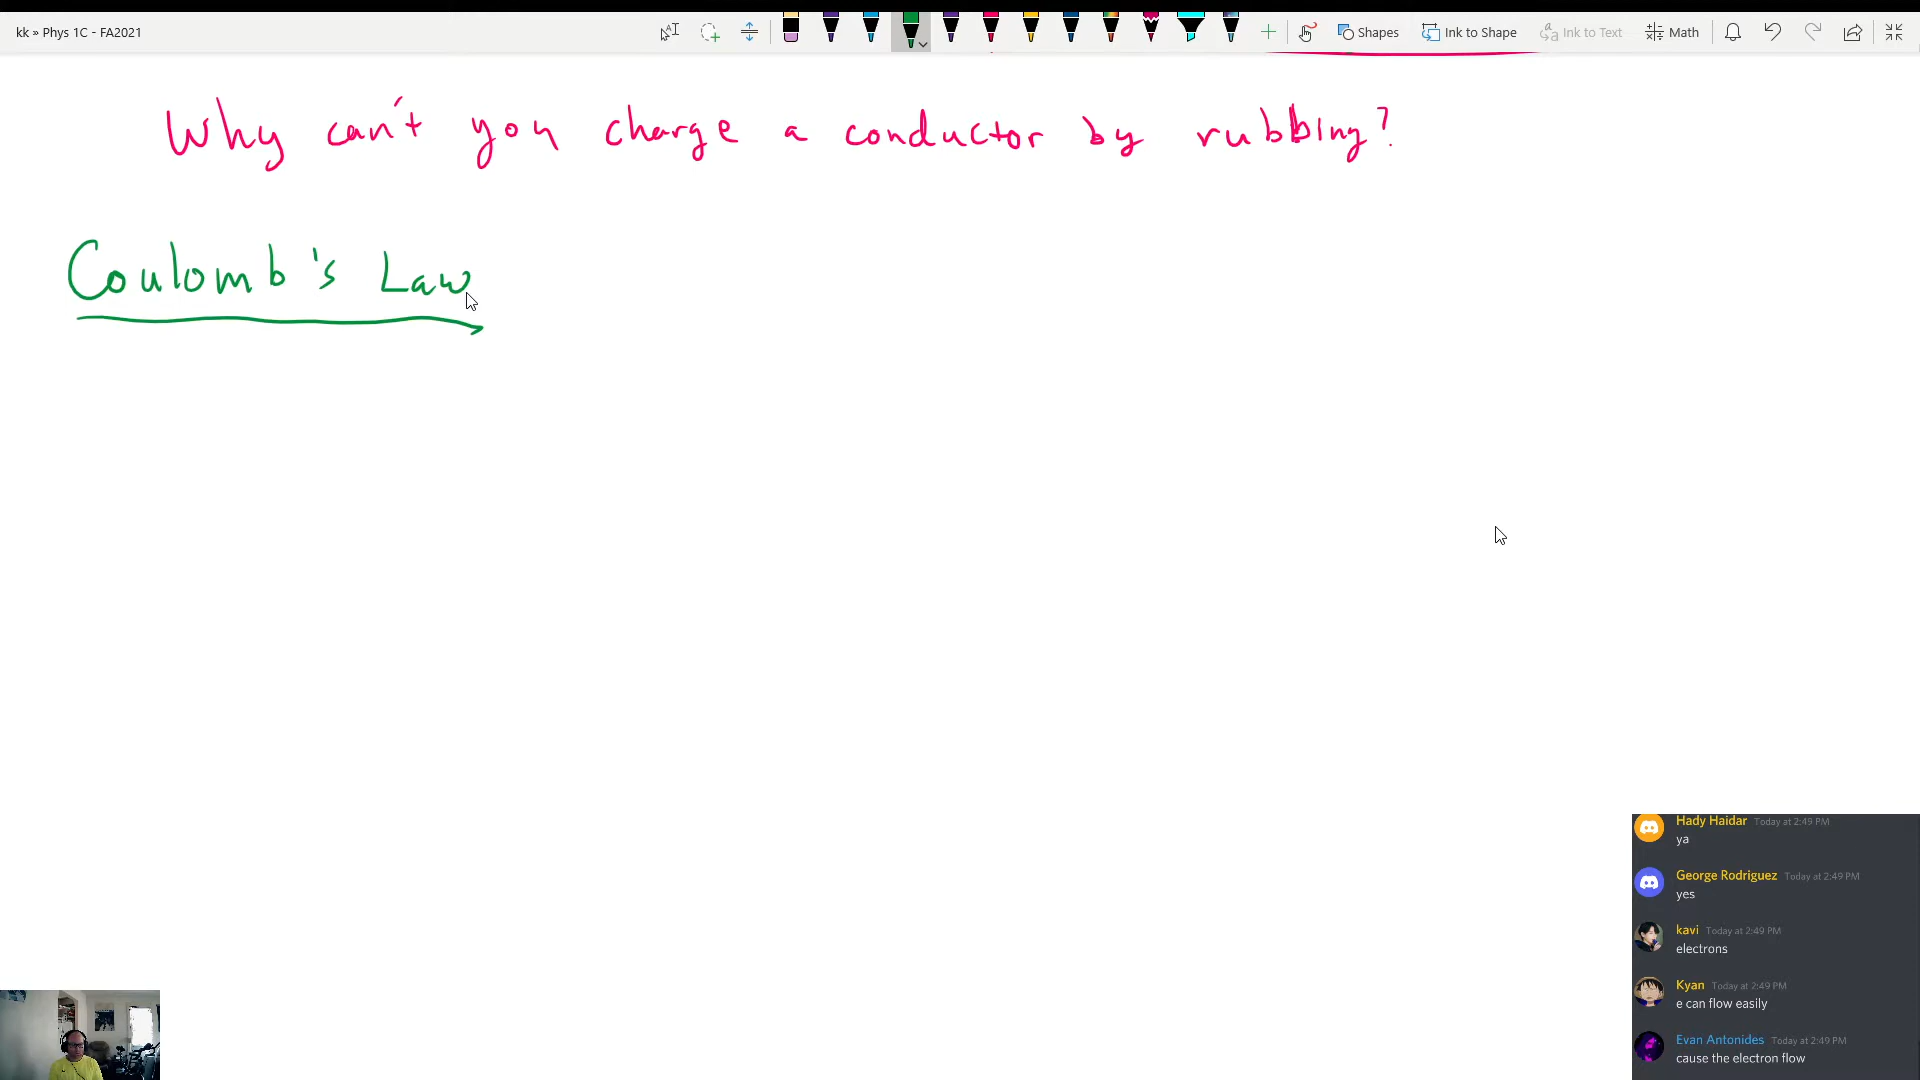 kk » Phys 1C - FA2021
Shapes
Ink to Shape
Ink to Text
Math
Why can't you charge a conductor by rubbing?
Coulomb's Law
Hady Haidar Today at 2:49 PM
ya
George Rodriguez Today at 2:49 PM
yes
kavi Today at 2:49 PM
electrons
Kyan Today at 2:49 PM
e can flow easily
Evan Antonides Today at 2:49 PM
cause the electron flow